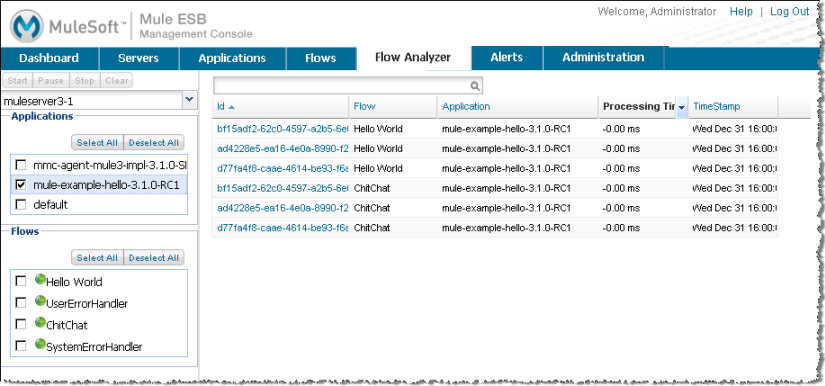 MuleSoft™ Mule ESB Management Console
Welcome, Administrator Help | Log Out
Dashboard Servers Applications Flows Flow Analyzer Alerts Administration
Start Pause Stop Clear
muleserver3-1
Applications
Select All Deselect All
mmc-agent-mule3-impl-3.1.0-S
mule-example-hello-3.1.0-RC1
default
Flows
Select All Deselect All
Hello World
UserErrorHandler
ChitChat
SystemErrorHandler
Id Flow Application Processing Tir TimeStamp
bf15adf2-62c0-4597-a2b5-6e Hello World mule-example-hello-3.1.0-RC1 -0.00 ms Wed Dec 31 16:00:
ad4228e5-ea16-4e0a-8990-f2 Hello World mule-example-hello-3.1.0-RC1 -0.00 ms Wed Dec 31 16:00:
d77fa4f8-caae-4614-be93-f6 Hello World mule-example-hello-3.1.0-RC1 -0.00 ms Wed Dec 31 16:00:
bf15adf2-62c0-4597-a2b5-6e ChitChat mule-example-hello-3.1.0-RC1 -0.00 ms Wed Dec 31 16:00:
ad4228e5-ea16-4e0a-8990-f2 ChitChat mule-example-hello-3.1.0-RC1 -0.00 ms Wed Dec 31 16:00:
d77fa4f8-caae-4614-be93-f6 ChitChat mule-example-hello-3.1.0-RC1 -0.00 ms Wed Dec 31 16:00: